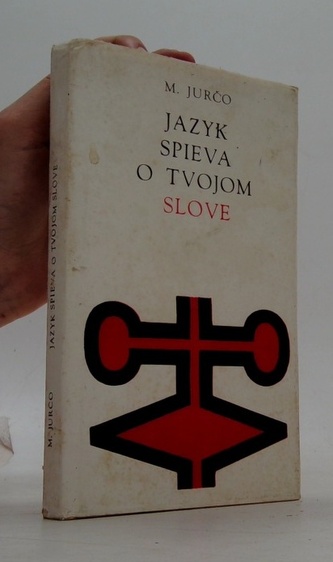 M. JURČO
JAZYK
SPIEVA
O TVOJOM
SLOVE
M. JURČO JAZYK SPIEVA O TVOJOM SLOVE